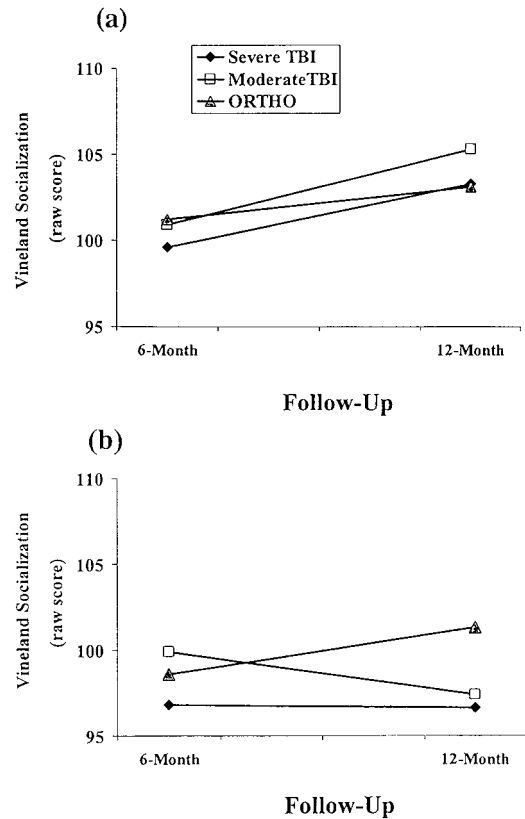 (a)
Severe TBI
ModerateTBI
ORTHO
110
105
100
95
Vineland Socialization
(raw score)
6-Month
12-Month
Follow-Up
(b)
110
105
100
95
Vineland Socialization
(raw score)
6-Month
12-Month
Follow-Up